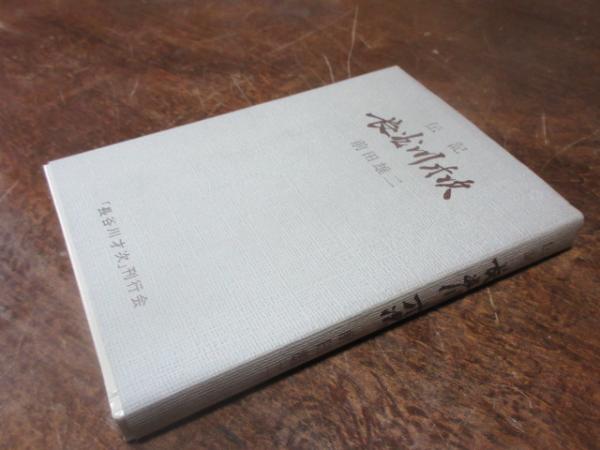 伝記
長谷川才次
前田雄二
「長谷川才次」刊行会